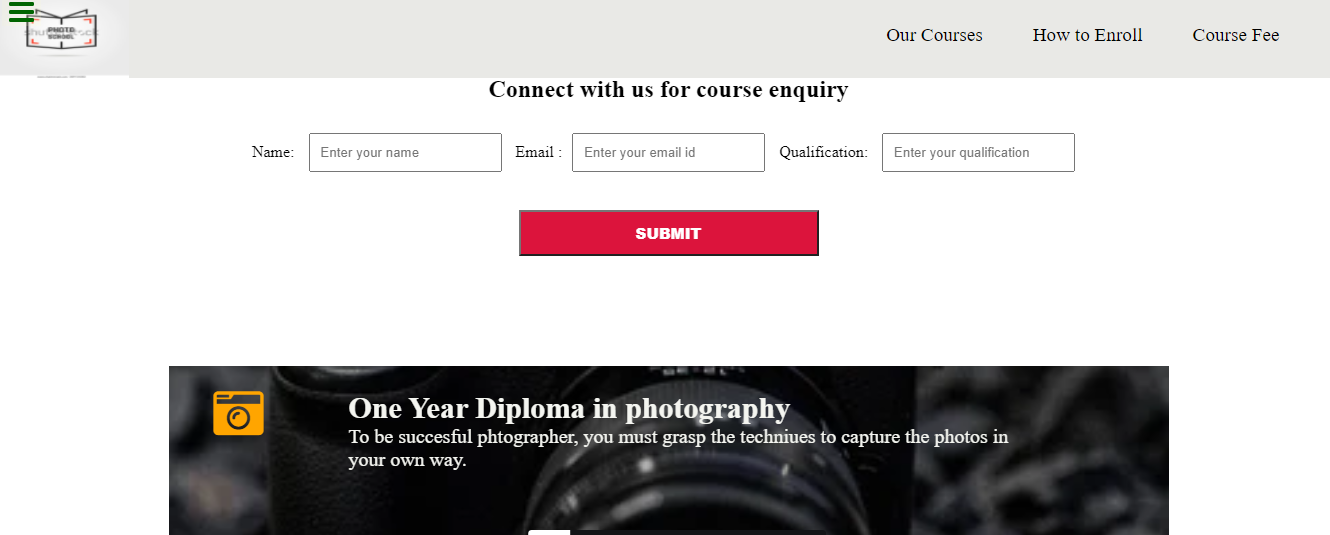 PHOTO
SCHOOL
Our Courses How to Enroll Course Fee
Connect with us for course enquiry
Name: Enter your name Email : Enter your email id Qualification: Enter your qualification
SUBMIT
One Year Diploma in photography
To be succesful phtographer, you must grasp the techniues to capture the photos in
your own way.